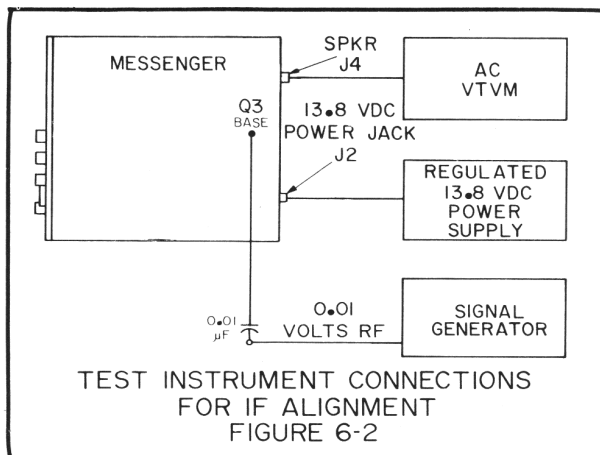 MESSENGER
SPKR
J4
AC
VTVM
Q3
BASE
13.8 VDC
POWER JACK
J2
REGULATED
13.8 VDC
POWER
SUPPLY
0.01
µF
0.01
VOLTS RF
SIGNAL
GENERATOR
TEST INSTRUMENT CONNECTIONS
FOR IF ALIGNMENT
FIGURE 6-2